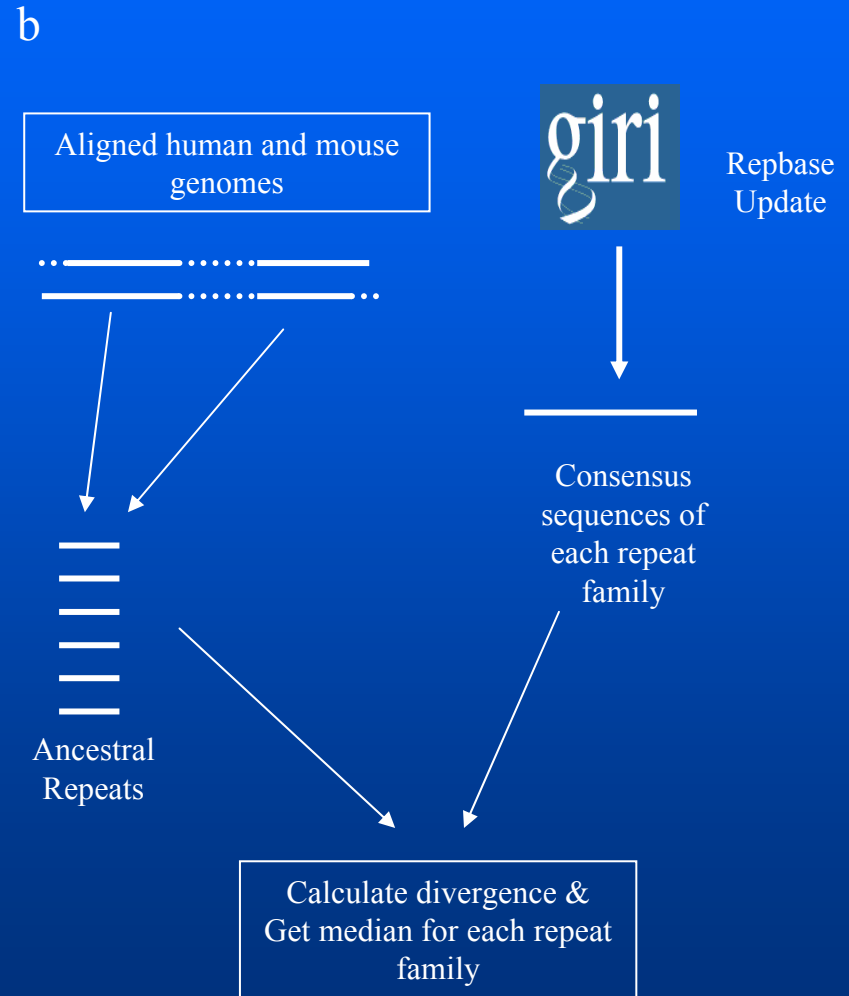 b
Aligned human and mouse
genomes
giri
Repbase
Update
Consensus
sequences of
each repeat
family
Ancestral
Repeats
Calculate divergence &
Get median for each repeat
family